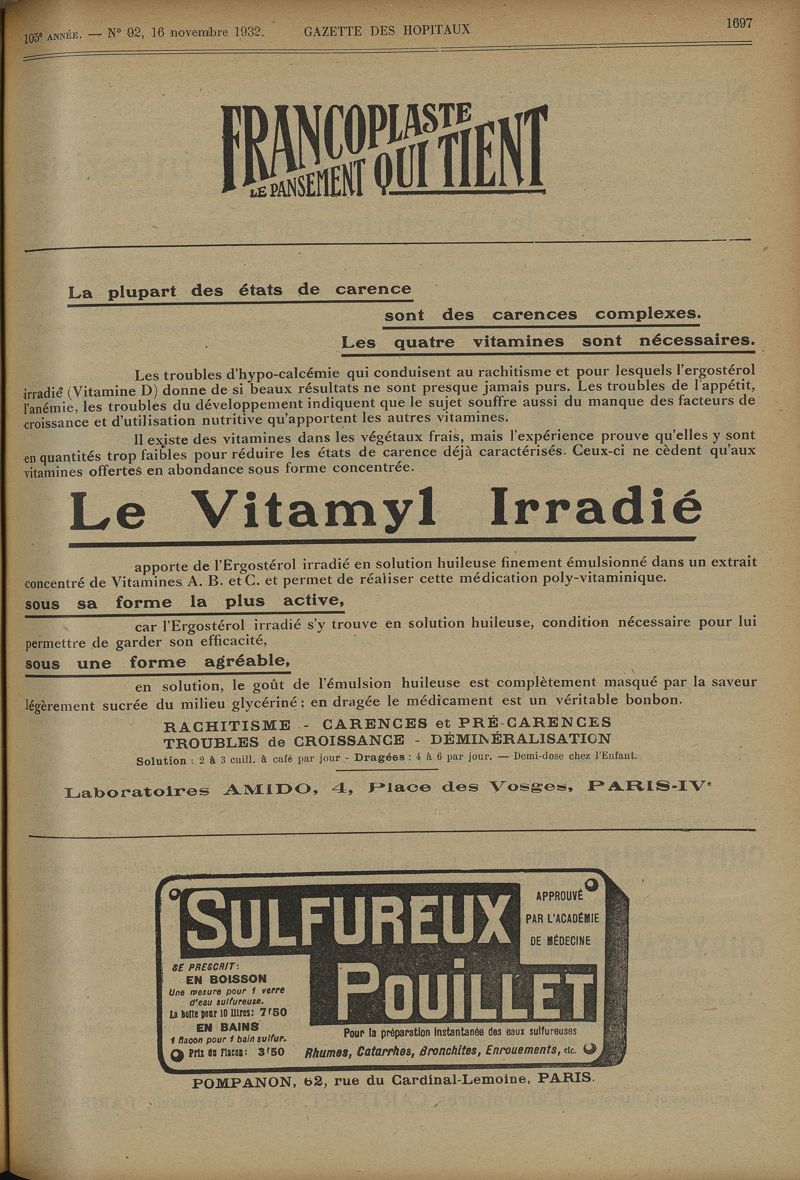 105e ANNÉE. — N° 92, 16 novembre 1932. GAZETTE DES HOPITAUX 1697
FRANCOPLASTE
LE PANSEMENT QUI TIENT
La plupart des états de carence
sont des carences complexes.
Les quatre vitamines sont nécessaires.
Les troubles d'hypo-calcémie qui conduisent au rachitisme et pour lesquels l'ergostérol
irradié (Vitamine D) donne de si beaux résultats ne sont presque jamais purs. Les troubles de l'appétit,
l'anémie, les troubles du développement indiquent que le sujet souffre aussi du manque des facteurs de
croissance et d'utilisation nutritive qu'apportent les autres vitamines.
Il existe des vitamines dans les végétaux frais, mais l'expérience prouve qu'elles y sont
en quantités trop faibles pour réduire les états de carence déjà caractérisés. Ceux-ci ne cèdent qu'aux
vitamines offertes en abondance sous forme concentrée.
Le Vitamyl Irradié
apporte de l'Ergostérol irradié en solution huileuse finement émulsionné dans un extrait
concentré de Vitamines A. B. et C. et permet de réaliser cette médication poly-vitaminique.
sous sa forme la plus active,
car l'Ergostérol irradié s'y trouve en solution huileuse, condition nécessaire pour lui
permettre de garder son efficacité,
sous une forme agréable,
en solution, le goût de l'émulsion huileuse est complètement masqué par la saveur
légèrement sucrée du milieu glycériné ; en dragée le médicament est un véritable bonbon.
RACHITISME - CARENCES et PRÉ-CARENCES
TROUBLES de CROISSANCE - DÉMINÉRALISATION
Solution : 2 à 3 cuill. à café par jour - Dragées : 4 à 6 par jour. — Demi-dose chez l'Enfant.
Laboratoires AMIDO, 4, Place des Vosges, PARIS-IVe
SULFUREUX
POUILLET
APPROUVÉ
PAR L'ACADÉMIE
DE MÉDECINE
SE PRESCRIT :
EN BOISSON
Une mesure pour 1 verre
d'eau sulfureuse.
La boîte pour 10 litres : 7f50
EN BAINS
1 flacon pour 1 bain sulfur.
Prix du Flacon : 3f50
Pour la préparation instantanée des eaux sulfureuses
Rhumes, Catarrhes, Bronchites, Enrouements, etc.
POMPANON, 62, rue du Cardinal-Lemoine, PARIS.